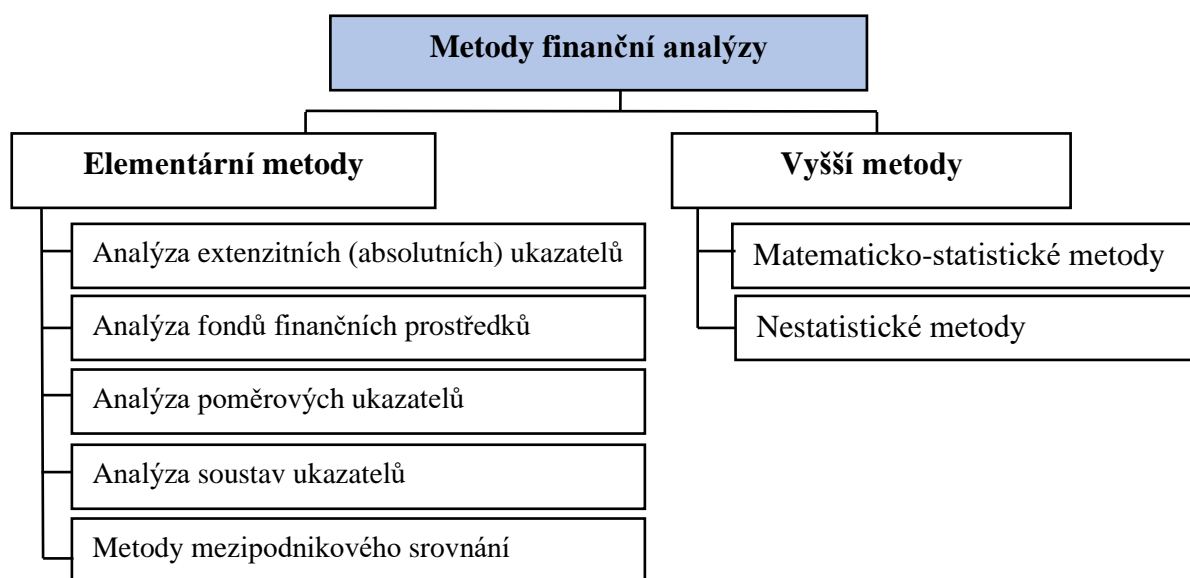 Metody finanční analýzy
Elementární metody
Analýza extenzitních (absolutních) ukazatelů
Analýza fondů finančních prostředků
Analýza poměrových ukazatelů
Analýza soustav ukazatelů
Metody mezipodnikového srovnání
Vyšší metody
Matematicko-statistické metody
Nestatistické metody